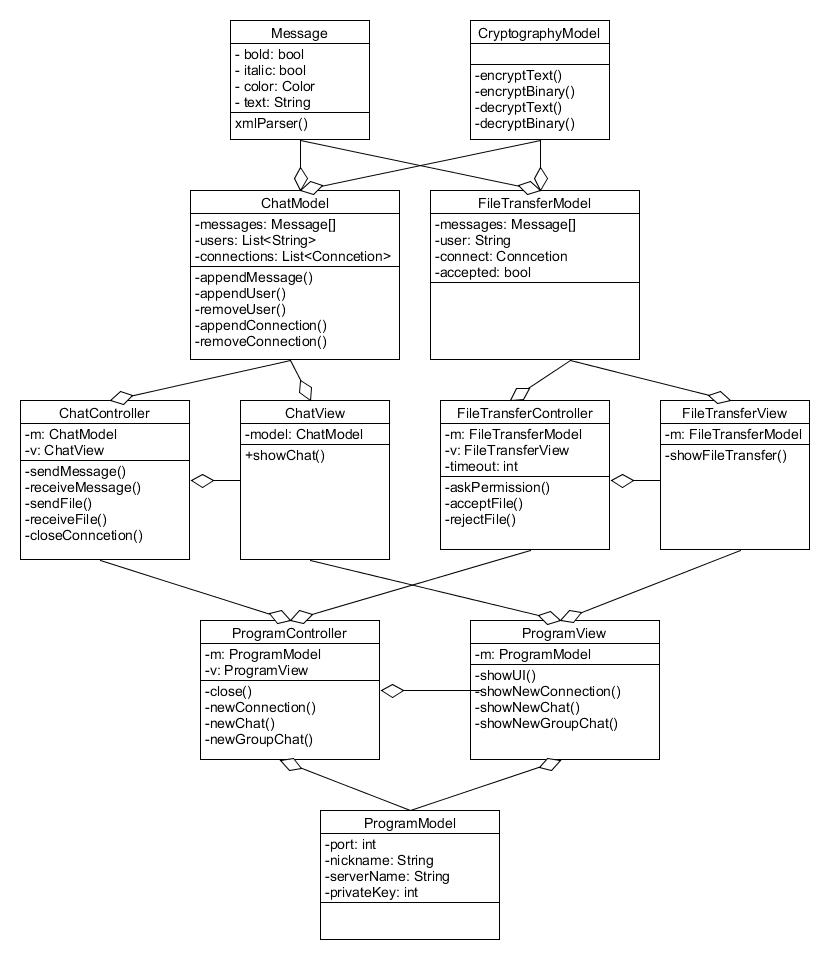 Message
- bold: bool
- italic: bool
- color: Color
- text: String
xmlParser()
CryptographyModel
-encryptText()
-encryptBinary()
-decryptText()
-decryptBinary()
ChatModel
-messages: Message[]
-users: List<String>
-connections: List<Conncetion>
-appendMessage()
-appendUser()
-removeUser()
-appendConnection()
-removeConnection()
FileTransferModel
-messages: Message[]
-user: String
-connect: Conncetion
-accepted: bool
ChatController
-m: ChatModel
-v: ChatView
-sendMessage()
-receiveMessage()
-sendFile()
-receiveFile()
-closeConncetion()
ChatView
-model: ChatModel
+showChat()
FileTransferController
-m: FileTransferModel
-v: FileTransferView
-timeout: int
-askPermission()
-acceptFile()
-rejectFile()
FileTransferView
-m: FileTransferModel
-showFileTransfer()
ProgramController
-m: ProgramModel
-v: ProgramView
-close()
-newConnection()
-newChat()
-newGroupChat()
ProgramView
-m: ProgramModel
-showUI()
-showNewConnection()
-showNewChat()
-showNewGroupChat()
ProgramModel
-port: int
-nickname: String
-serverName: String
-privateKey: int